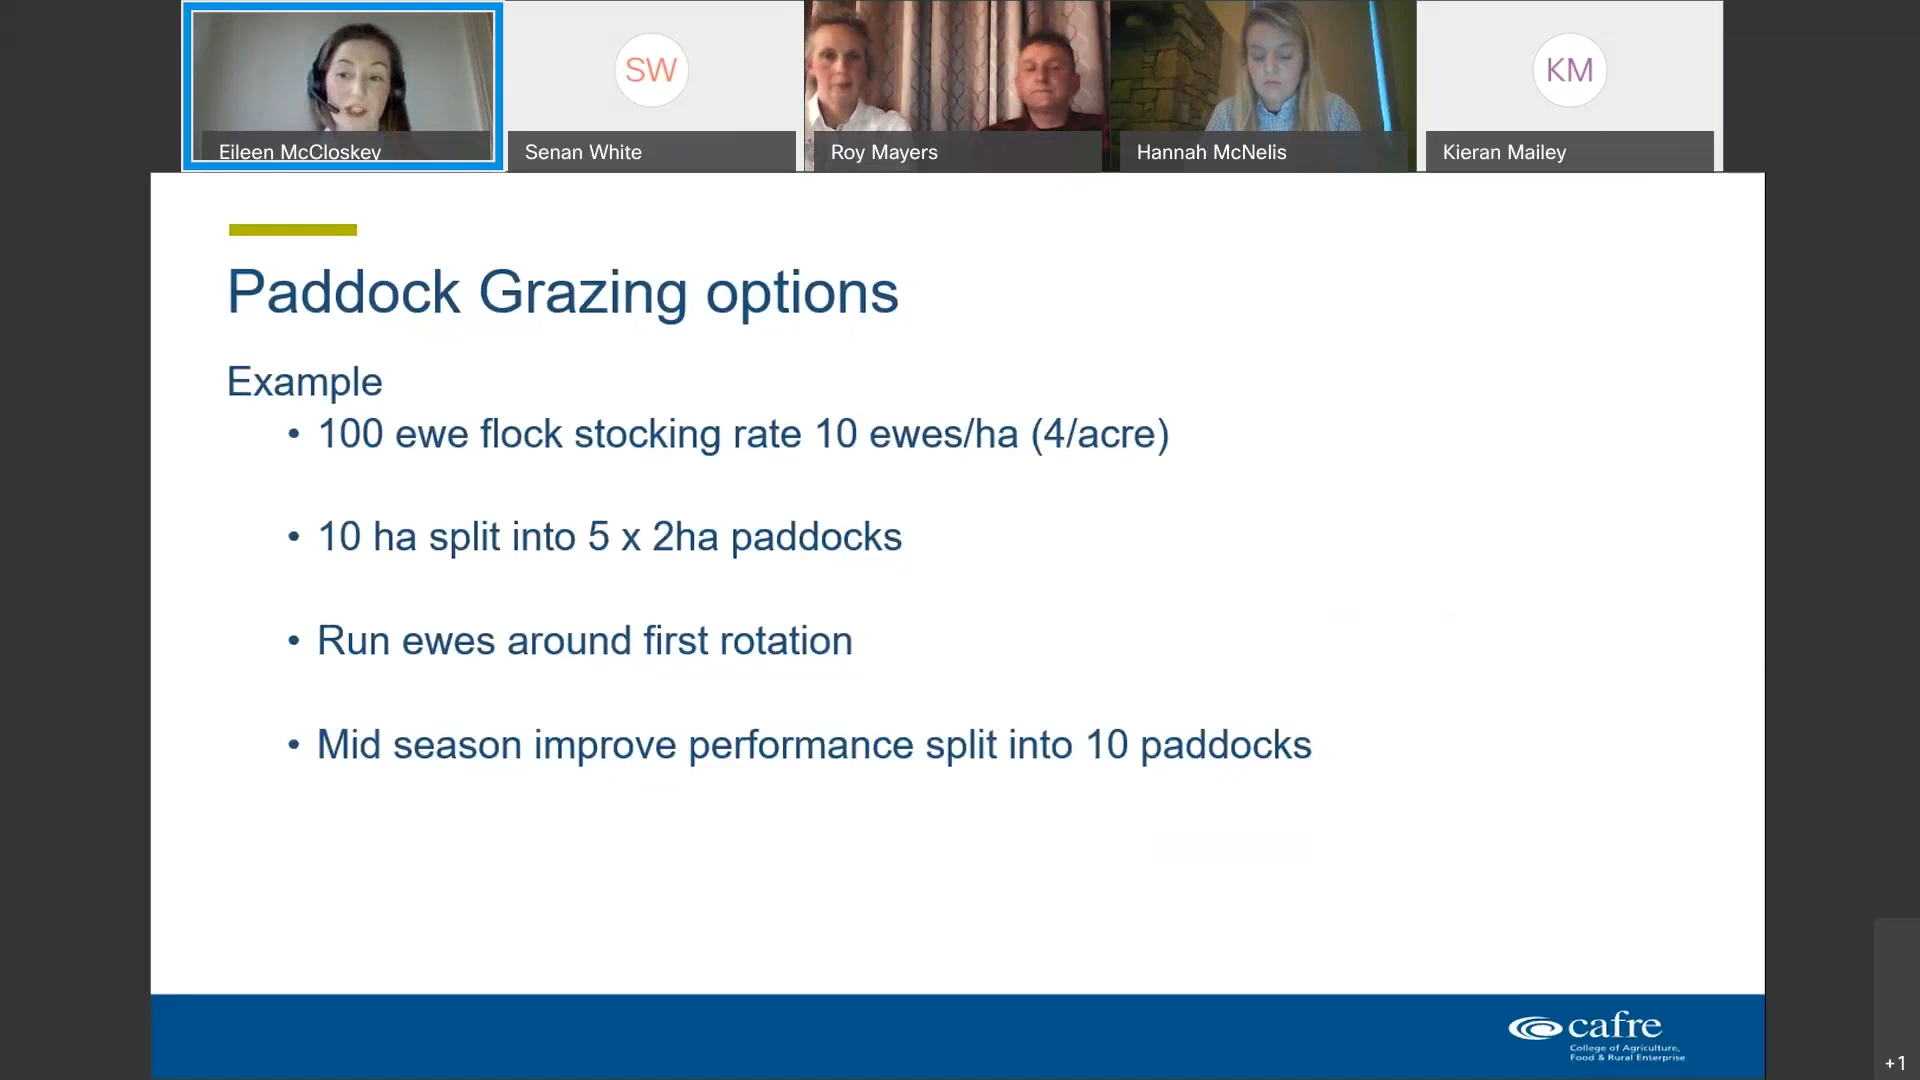 Eileen McCloskey
SW
Senan White
Roy Mayers
Hannah McNelis
KM
Kieran Mailey
Paddock Grazing options
Example
• 100 ewe flock stocking rate 10 ewes/ha (4/acre)
• 10 ha split into 5 x 2ha paddocks
• Run ewes around first rotation
• Mid season improve performance split into 10 paddocks
cafre
College of Agriculture,
Food & Rural Enterprise
+1